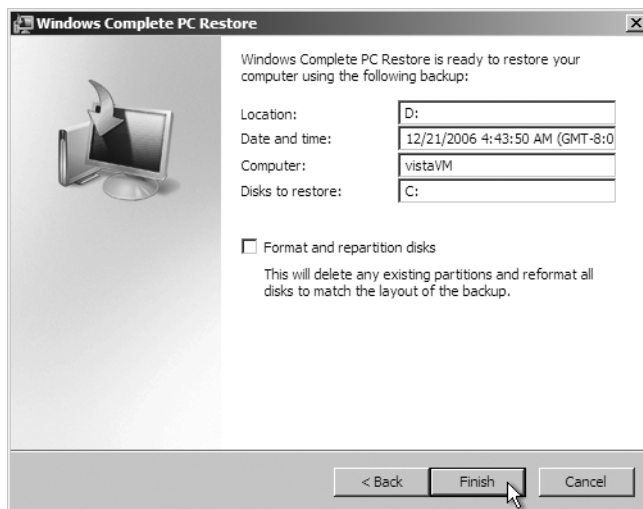 Windows Complete PC Restore
Windows Complete PC Restore is ready to restore your
computer using the following backup:
Location: D:
Date and time: 12/21/2006 4:43:50 AM (GMT-8:0
Computer: vistaVM
Disks to restore: C:
Format and repartition disks
This will delete any existing partitions and reformat all
disks to match the layout of the backup.
< Back Finish Cancel